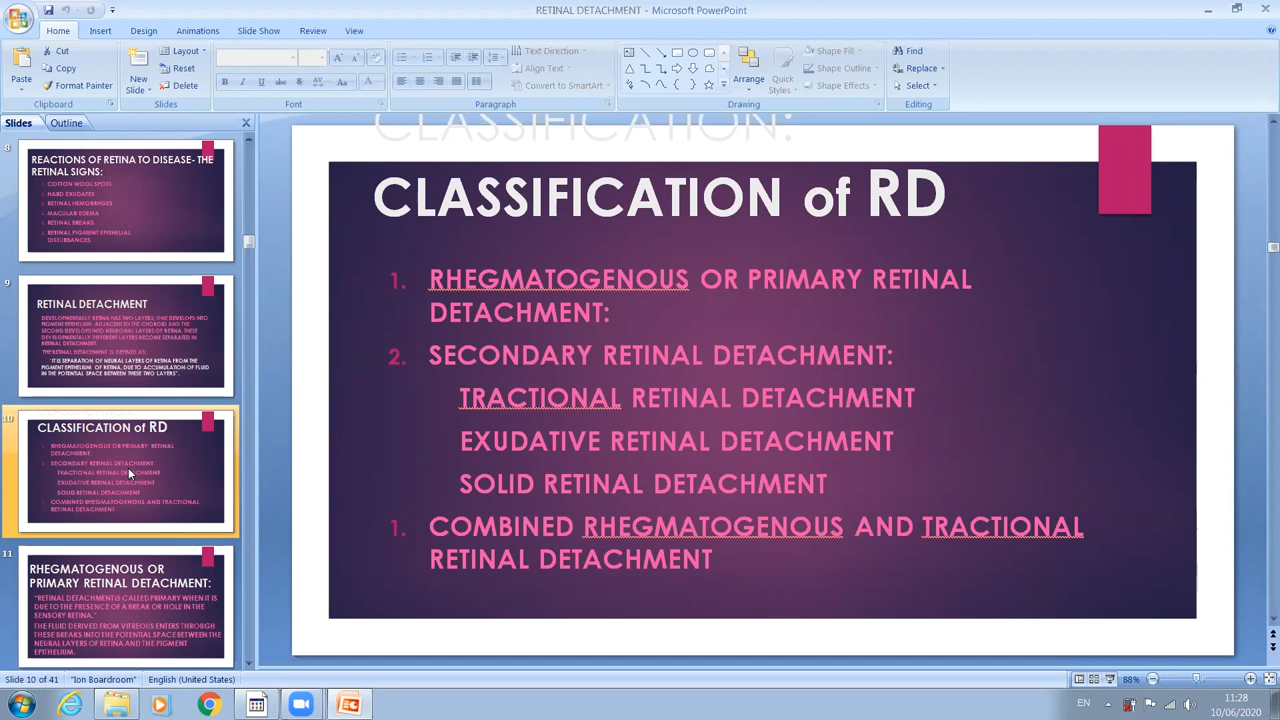 RETINAL DETACHMENT - Microsoft PowerPoint
Home Insert Design Animations Slide Show Review View
Paste
Cut
Copy
Format Painter
Clipboard
New Slide
Layout
Reset
Delete
Slides
B I U S abc AV Aa A
Font
Text Direction
Align Text
Convert to SmartArt
Paragraph
Arrange
Quick Styles
Shape Fill
Shape Outline
Shape Effects
Drawing
Find
Replace
Select
Editing
Slides Outline
8
REACTIONS OF RETINA TO DISEASE- THE
RETINAL SIGNS:
COTTON WOOL SPOTS
HARD EXUDATES
RETINAL HEMORRHGES
MACULAR EDEMA
RETINAL BREAKS
RETINAL PIGMENT EPITHELIAL
DISTURBANCES
9
RETINAL DETACHMENT
DEVELOPMENTALLY RETINA HAS TWO LAYERS, ONE DEVELOPS INTO
PIGMENT EPITHELIUM ADJACENT TO THE CHOROID AND THE
SECOND DEVELOPS INTO NEURONAL LAYERS OF RETINA. THESE
DEVELOPMENTALLY DIFFERENT LAYERS BECOME SEPARATED IN
RETINAL DETACHMENT.
THE RETINAL DETACHMENT IS DEFINED AS:
"IT IS SEPARATION OF NEURAL LAYERS OF RETINA FROM THE
PIGMENT EPITHELIUM OF RETINA, DUE TO ACCUMULATION OF FLUID
IN THE POTENTIAL SPACE BETWEEN THESE TWO LAYERS".
10
CLASSIFICATION of RD
RHEGMATOGENOUS OR PRIMARY RETINAL
DETACHMENT:
SECONDARY RETINAL DETACHMENT:
TRACTIONAL RETINAL DETACHMENT
EXUDATIVE RETINAL DETACHMENT
SOLID RETINAL DETACHMENT
COMBINED RHEGMATOGENOUS AND TRACTIONAL
RETINAL DETACHMENT
11
RHEGMATOGENOUS OR
PRIMARY RETINAL DETACHMENT:
"RETINAL DETACHMENT IS CALLED PRIMARY WHEN IT IS
DUE TO THE PRESENCE OF A BREAK OR HOLE IN THE
SENSORY RETINA."
THE FLUID DERIVED FROM VITREOUS ENTERS THROUGH
THESE BREAKS INTO THE POTENTIAL SPACE BETWEEN THE
NEURAL LAYERS OF RETINA AND THE PIGMENT
EPITHELIUM.
CLASSIFICATION:
CLASSIFICATION of RD
1. RHEGMATOGENOUS OR PRIMARY RETINAL
DETACHMENT:
2. SECONDARY RETINAL DETACHMENT:
TRACTIONAL RETINAL DETACHMENT
EXUDATIVE RETINAL DETACHMENT
SOLID RETINAL DETACHMENT
1. COMBINED RHEGMATOGENOUS AND TRACTIONAL
RETINAL DETACHMENT
Slide 10 of 41 "Ion Boardroom" English (United States) 88%
EN 11:28
10/06/2020